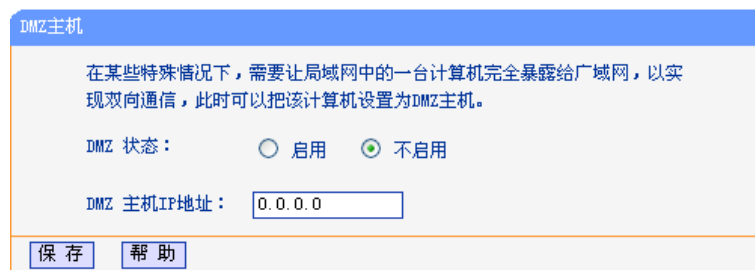 DMZ主机
在某些特殊情况下，需要让局域网中的一台计算机完全暴露给广域网，以实
现双向通信，此时可以把该计算机设置为DMZ主机。
DMZ 状态： 启用 不启用
DMZ 主机IP地址： 0.0.0.0
保 存 帮 助